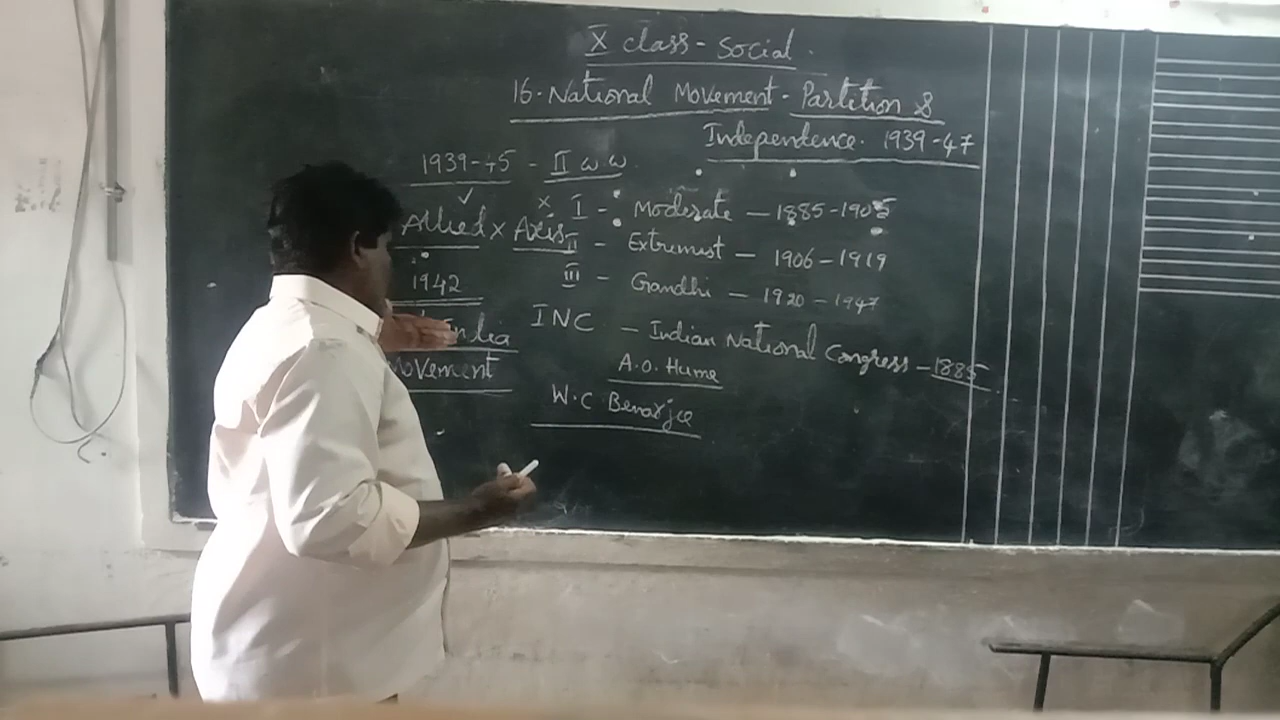 X class - Social.
16. National Movement - Partition &
Independence. 1939-47
1939-45 - II W W
Allied x Axis
1942
India
Movement
I - Moderate - 1885-1905
II - Extremist - 1906-1919
III - Gandhi - 1920-1947
INC - Indian National Congress - 1885
A.O. Hume
W.C Benarjee